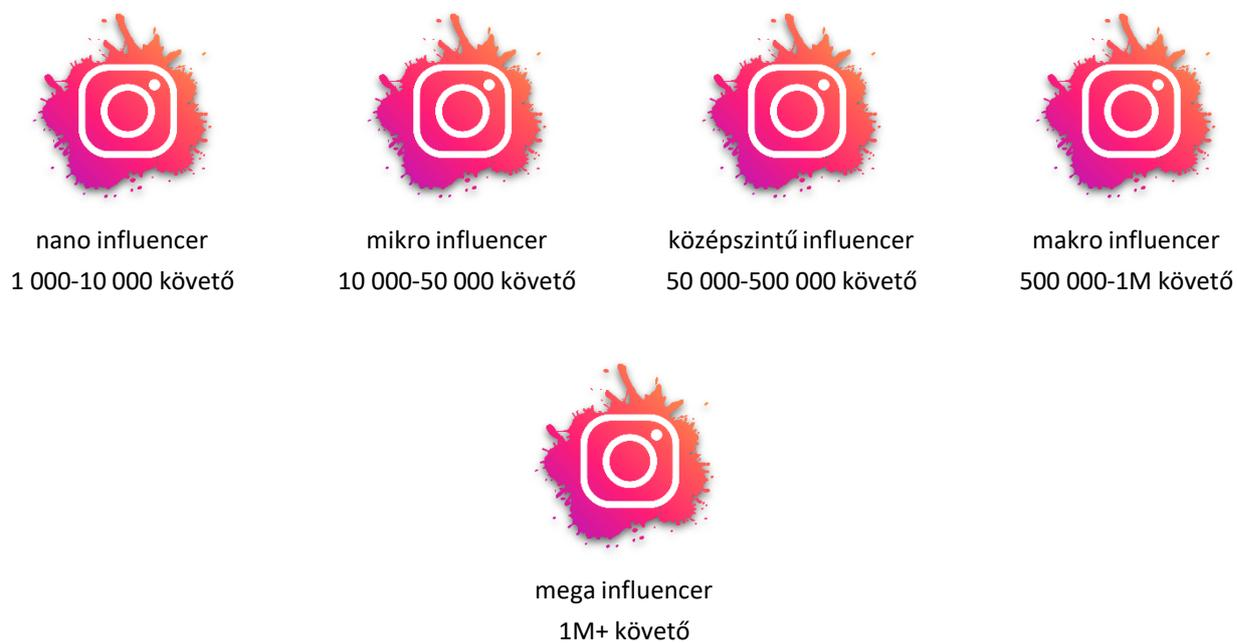 nano influencer
1 000-10 000 követő
mikro influencer
10 000-50 000 követő
középszintű influencer
50 000-500 000 követő
makro influencer
500 000-1M követő
mega influencer
1M+ követő